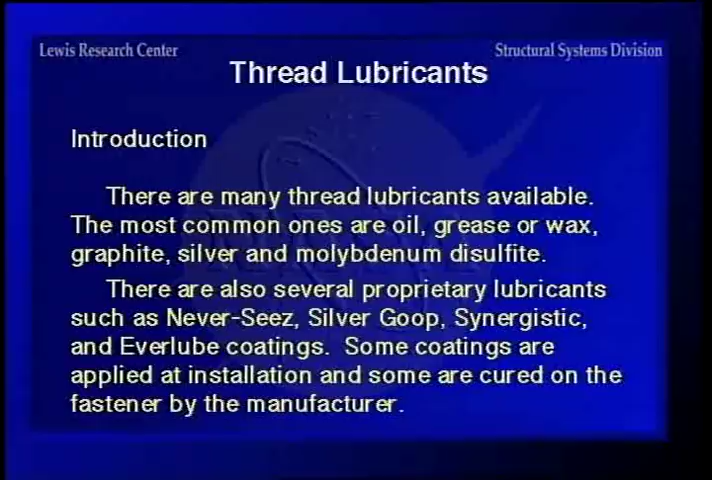 Lewis Research Center
Structural Systems Division
Thread Lubricants
Introduction
There are many thread lubricants available.
The most common ones are oil, grease or wax,
graphite, silver and molybdenum disulfite.
There are also several proprietary lubricants
such as Never-Seez, Silver Goop, Synergistic,
and Everlube coatings. Some coatings are
applied at installation and some are cured on the
fastener by the manufacturer.